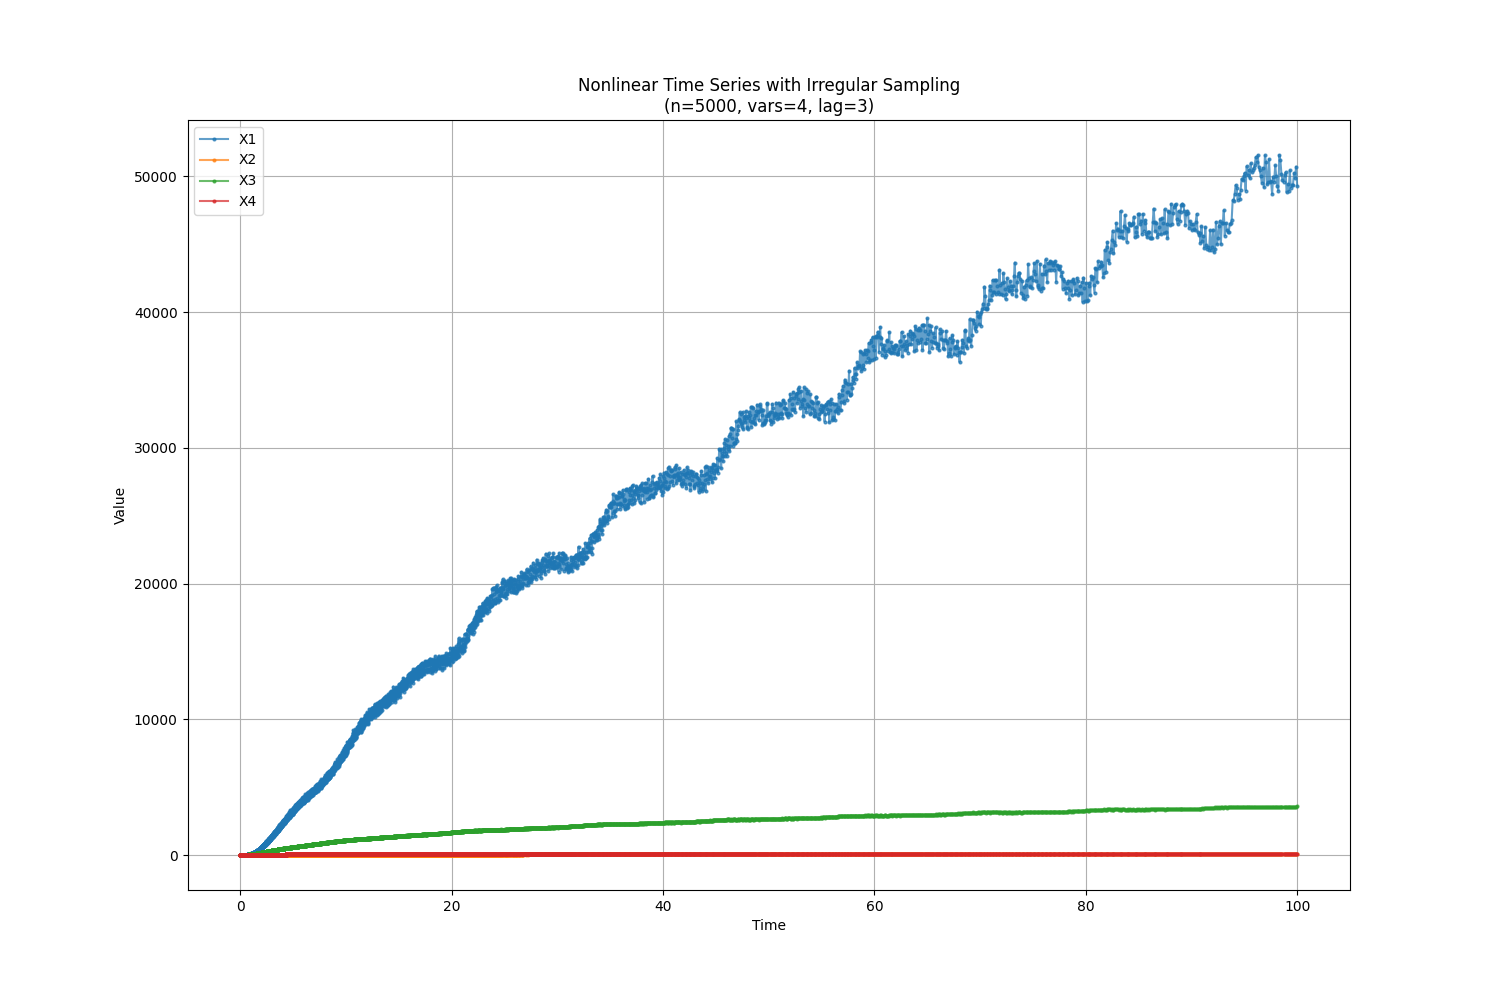 Nonlinear Time Series with Irregular Sampling
(n=5000, vars=4, lag=3)
X1
X2
X3
X4
50000
40000
30000
20000
10000
0
Value
0 20 40 60 80 100
Time